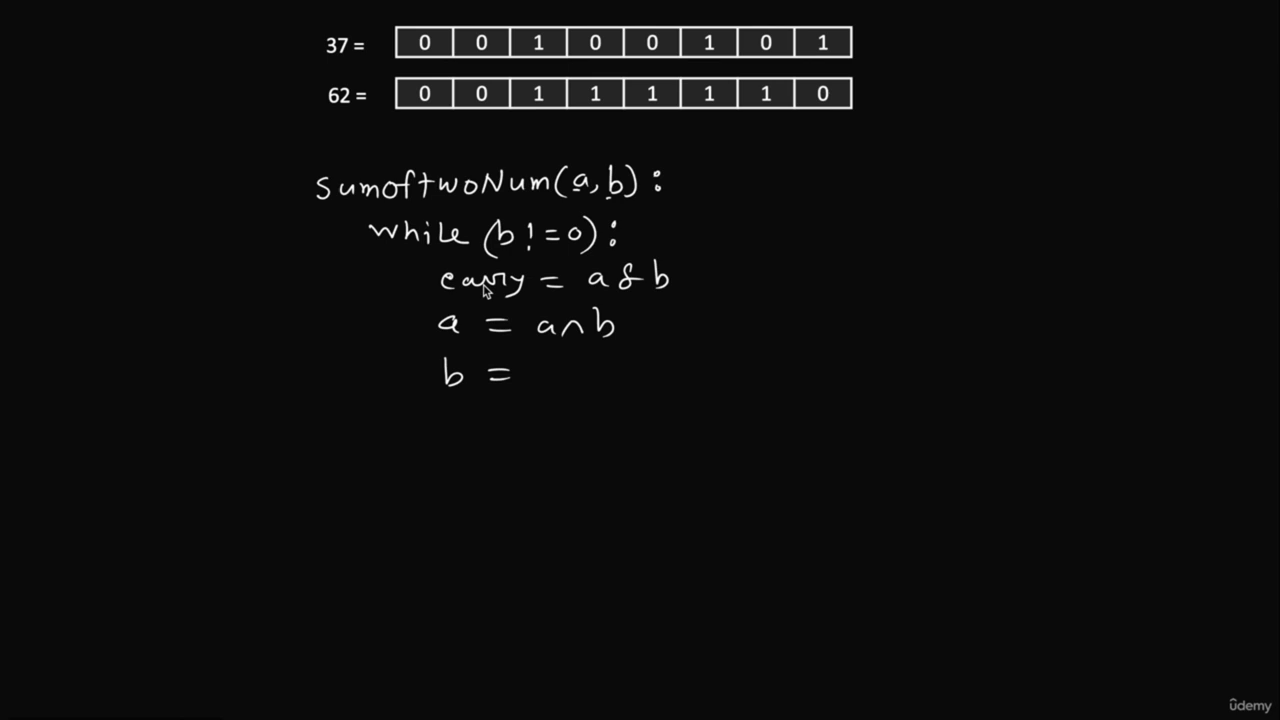 37 = 0 0 1 0 0 1 0 1
62 = 0 0 1 1 1 1 1 0
sumoftwoNum(a,b):
while (b!=0):
carry = a & b
a = a ^ b
b =
ûdemy